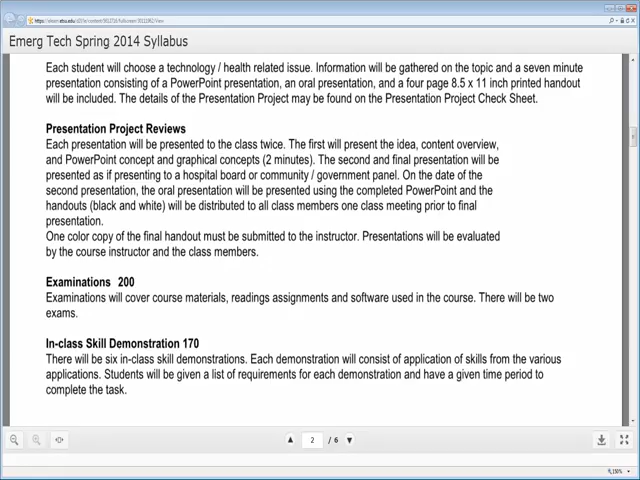 Emerg Tech Spring 2014 Syllabus
Each student will choose a technology / health related issue. Information will be gathered on the topic and a seven minute
presentation consisting of a PowerPoint presentation, an oral presentation, and a four page 8.5 x 11 inch printed handout
will be included. The details of the Presentation Project may be found on the Presentation Project Check Sheet.
Presentation Project Reviews
Each presentation will be presented to the class twice. The first will present the idea, content overview,
and PowerPoint concept and graphical concepts (2 minutes). The second and final presentation will be
presented as if presenting to a hospital board or community / government panel. On the date of the
second presentation, the oral presentation will be presented using the completed PowerPoint and the
handouts (black and white) will be distributed to all class members one class meeting prior to final
presentation.
One color copy of the final handout must be submitted to the instructor. Presentations will be evaluated
by the course instructor and the class members.
Examinations 200
Examinations will cover course materials, readings assignments and software used in the course. There will be two
exams.
In-class Skill Demonstration 170
There will be six in-class skill demonstrations. Each demonstration will consist of application of skills from the various
applications. Students will be given a list of requirements for each demonstration and have a given time period to
complete the task.
2 / 6
150%